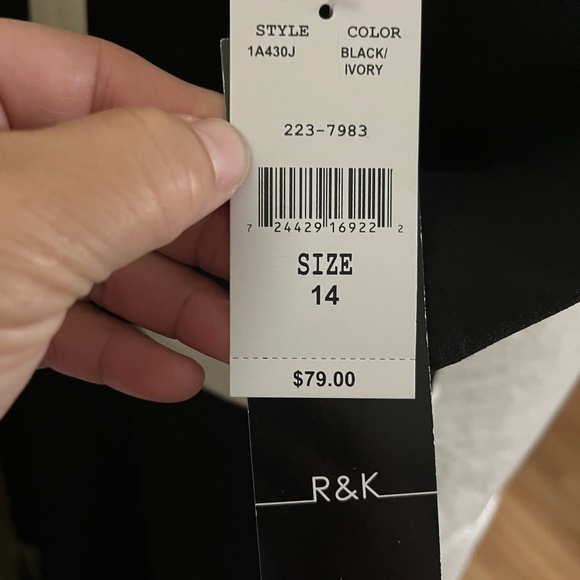 STYLE COLOR
1A430J BLACK/
IVORY
223-7983
7 24429 16922 2
SIZE
14
$79.00
R&K